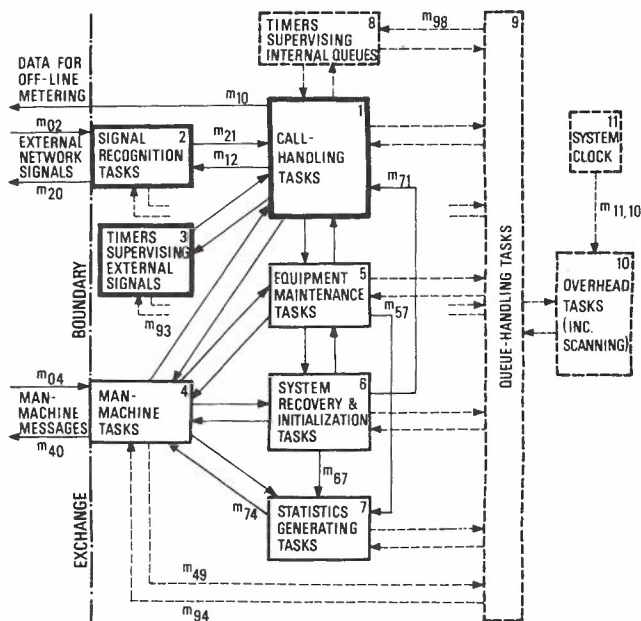 8
TIMERS
SUPERVISING
INTERNAL QUEUES
m98
9
DATA FOR
OFF-LINE
METERING
m10
1
CALL-
HANDLING
TASKS
11
SYSTEM
CLOCK
m02
EXTERNAL
NETWORK
SIGNALS
m20
2
SIGNAL
RECOGNITION
TASKS
m21
m12
m71
m11,10
3
TIMERS
SUPERVISING
EXTERNAL
SIGNALS
m93
5
EQUIPMENT
MAINTENANCE
TASKS
m57
10
OVERHEAD
TASKS
(INC.
SCANNING)
QUEUE-HANDLING TASKS
BOUNDARY
m04
MAN-
MACHINE
MESSAGES
m40
4
MAN-
MACHINE
TASKS
6
SYSTEM
RECOVERY &
INITIALIZATION
TASKS
m67
m74
7
STATISTICS
GENERATING
TASKS
EXCHANGE
m49
m94